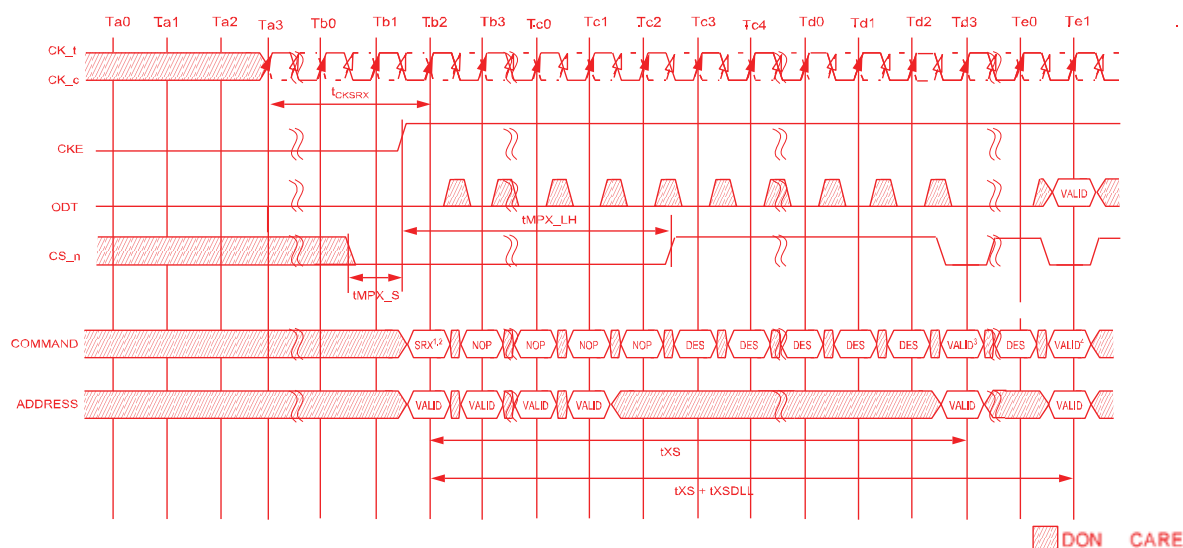 Ta0 Ta1 Ta2 Ta3 Tb0 Tb1 Tb2 Tb3 Tc0 Tc1 Tc2 Tc3 Tc4 Td0 Td1 Td2 Td3 Te0 Te1
CK_t
CK_c
tCKSRX
CKE
ODT
VALID
tMPX_LH
CS_n
tMPX_S
COMMAND SRX1,2 NOP NOP NOP NOP DES DES DES DES DES VALID3 DES VALID4
ADDRESS VALID VALID VALID VALID VALID VALID
tXS
tXS + tXSDLL
DON CARE